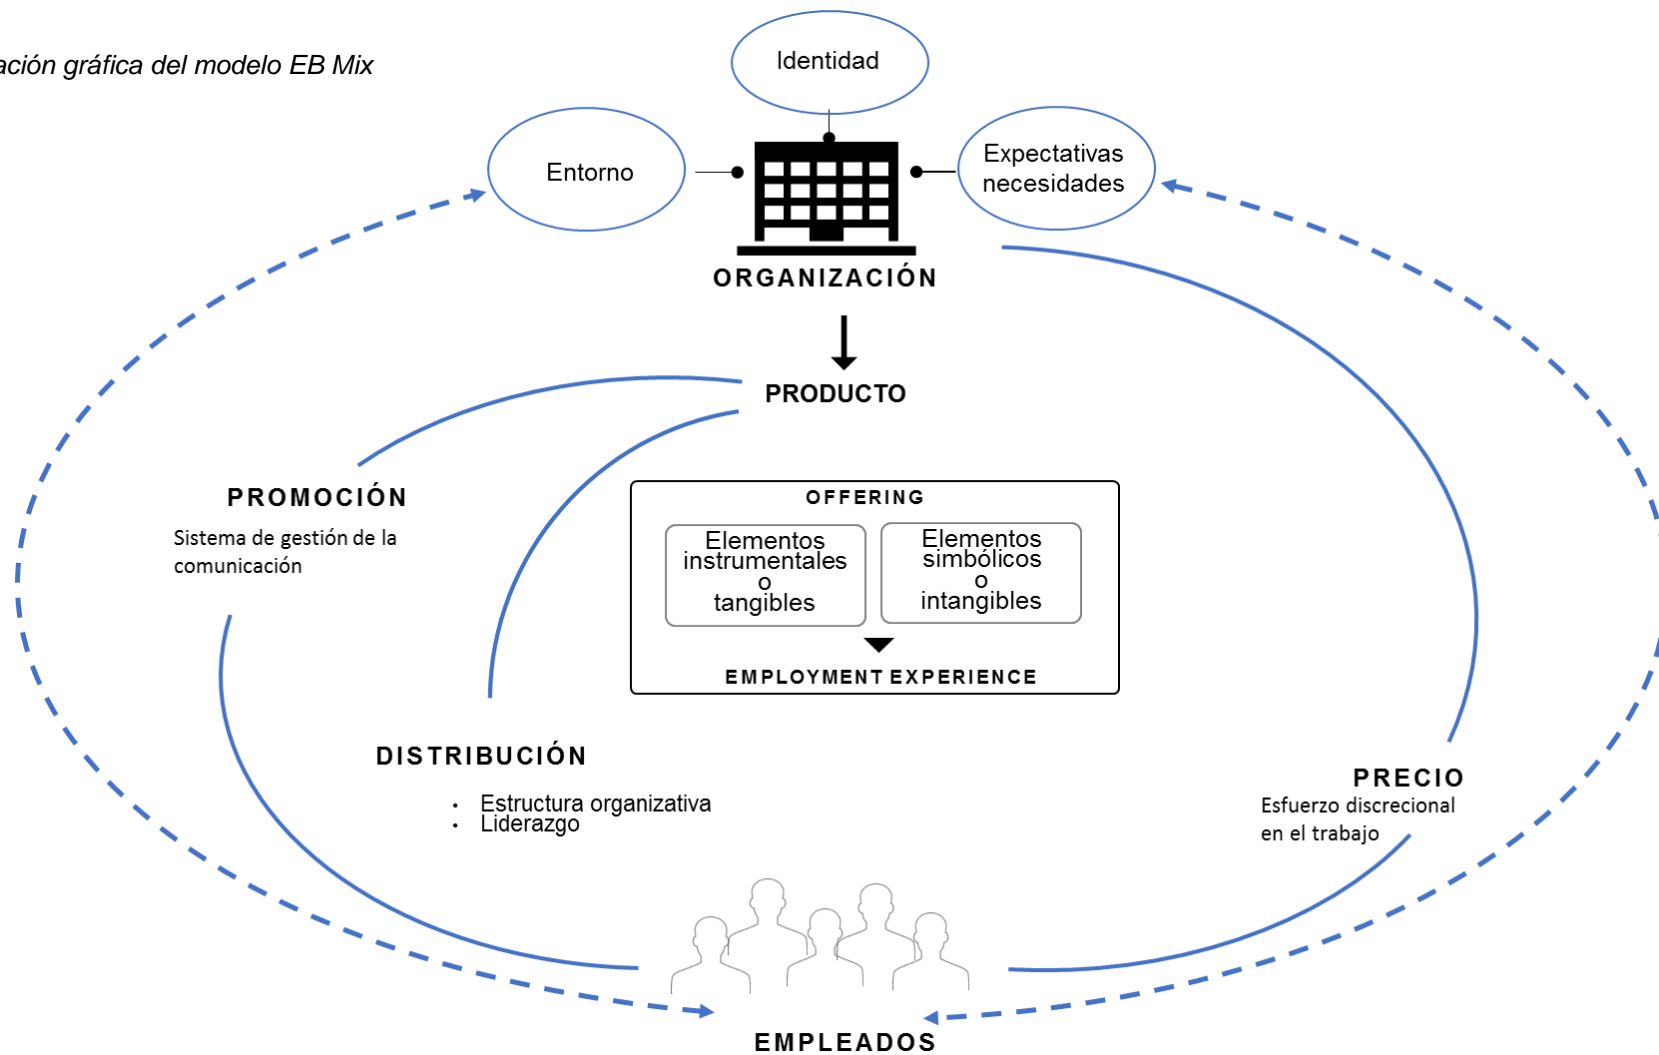 ación gráfica del modelo EB Mix
Identidad
Entorno
Expectativas
necesidades
ORGANIZACIÓN
PRODUCTO
PROMOCIÓN
Sistema de gestión de la
comunicación
OFFERING
Elementos
instrumentales
o
tangibles
Elementos
simbólicos
o
intangibles
EMPLOYMENT EXPERIENCE
DISTRIBUCIÓN
• Estructura organizativa
• Liderazgo
PRECIO
Esfuerzo discrecional
en el trabajo
EMPLEADOS